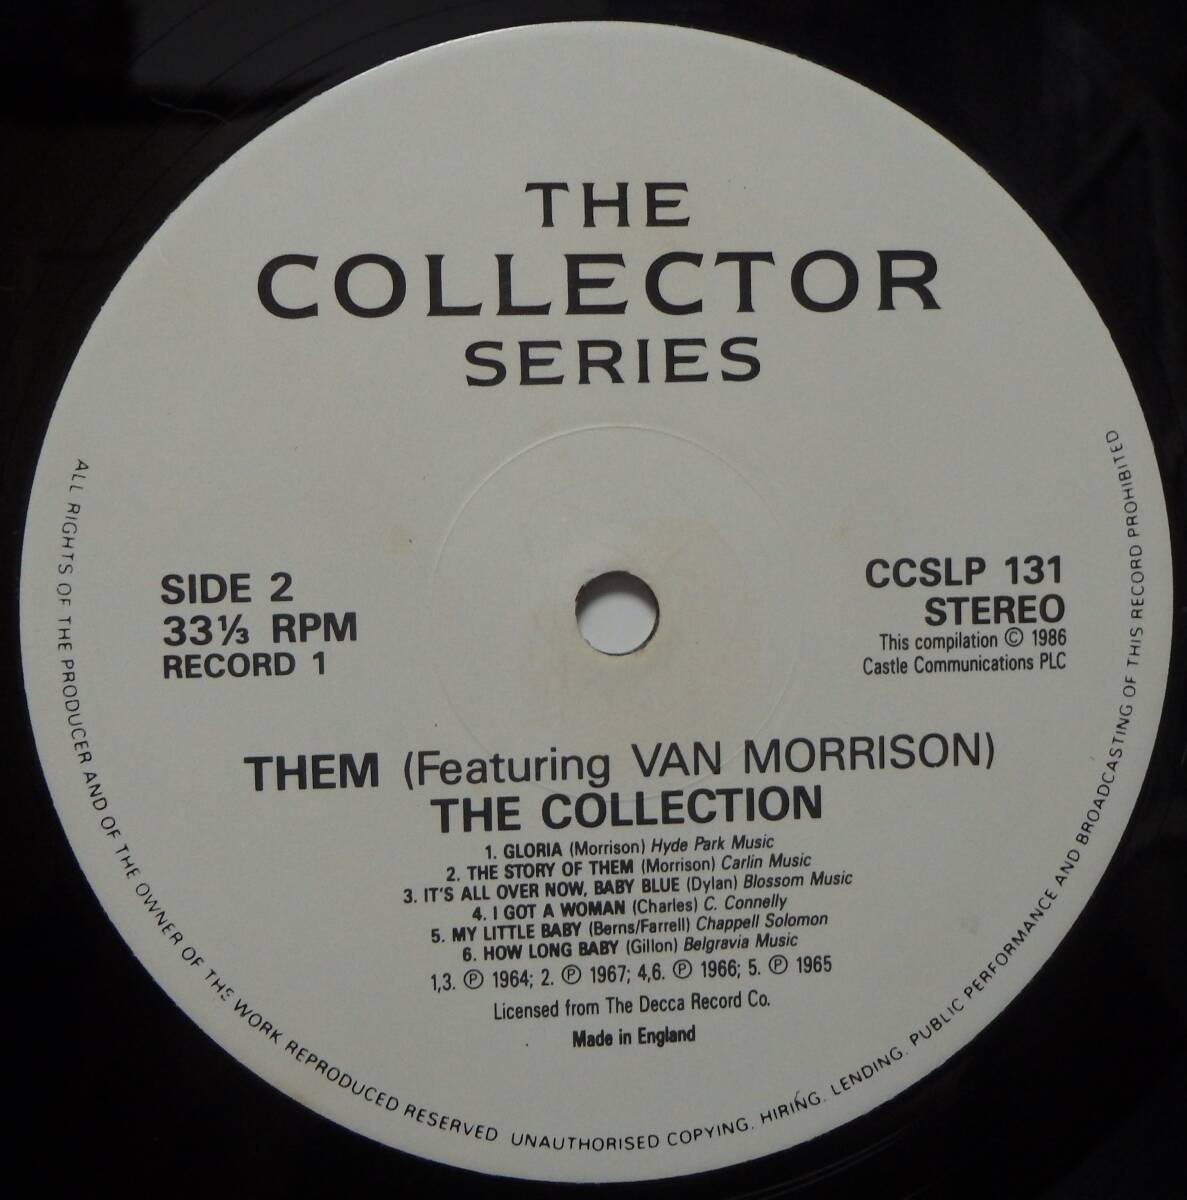 THE
COLLECTOR
SERIES
SIDE 2
33⅓ RPM
RECORD 1
CCSLP 131
STEREO
This compilation © 1986
Castle Communications PLC
THEM (Featuring VAN MORRISON)
THE COLLECTION
1. GLORIA (Morrison) Hyde Park Music
2. THE STORY OF THEM (Morrison) Carlin Music
3. IT'S ALL OVER NOW, BABY BLUE (Dylan) Blossom Music
4. I GOT A WOMAN (Charles) C. Connelly
5. MY LITTLE BABY (Berns/Farrell) Chappell Solomon
6. HOW LONG BABY (Gillon) Belgravia Music
1,3. ℗ 1964; 2. ℗ 1967; 4,6. ℗ 1966; 5. ℗ 1965
Licensed from The Decca Record Co.
Made in England
ALL RIGHTS OF THE PRODUCER AND OF THE OWNER OF THE WORK REPRODUCED RESERVED UNAUTHORISED COPYING, HIRING, LENDING, PUBLIC PERFORMANCE AND BROADCASTING OF THIS RECORD PROHIBITED